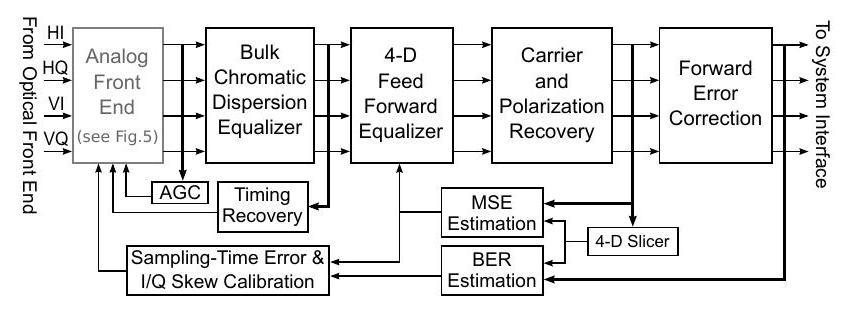 From Optical Front End
HI
HQ
VI
VQ
Analog
Front
End
(see Fig.5)
Bulk
Chromatic
Dispersion
Equalizer
4-D
Feed
Forward
Equalizer
Carrier
and
Polarization
Recovery
Forward
Error
Correction
To System Interface
AGC
Timing
Recovery
MSE
Estimation
4-D Slicer
Sampling-Time Error &
I/Q Skew Calibration
BER
Estimation